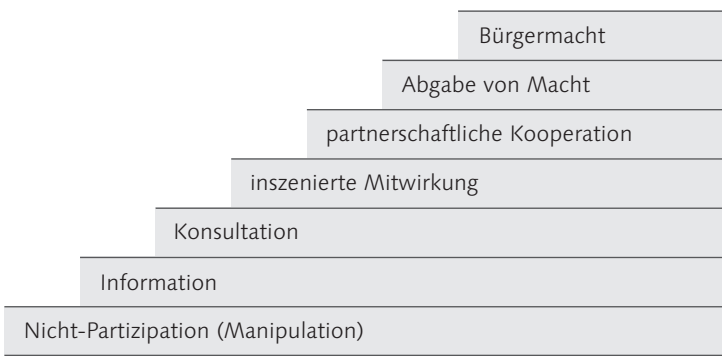 Bürgermacht
Abgabe von Macht
partnerschaftliche Kooperation
inszenierte Mitwirkung
Konsultation
Information
Nicht-Partizipation (Manipulation)